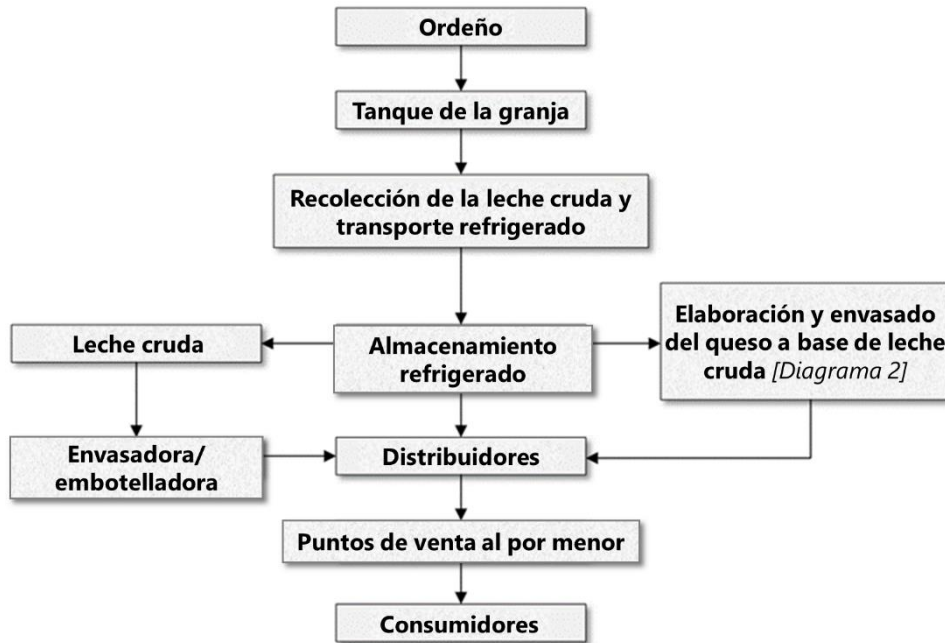 Ordeño
Tanque de la granja
Recolección de la leche cruda y
transporte refrigerado
Leche cruda
Almacenamiento
refrigerado
Elaboración y envasado
del queso a base de leche
cruda [Diagrama 2]
Envasadora/
embotelladora
Distribuidores
Puntos de venta al por menor
Consumidores